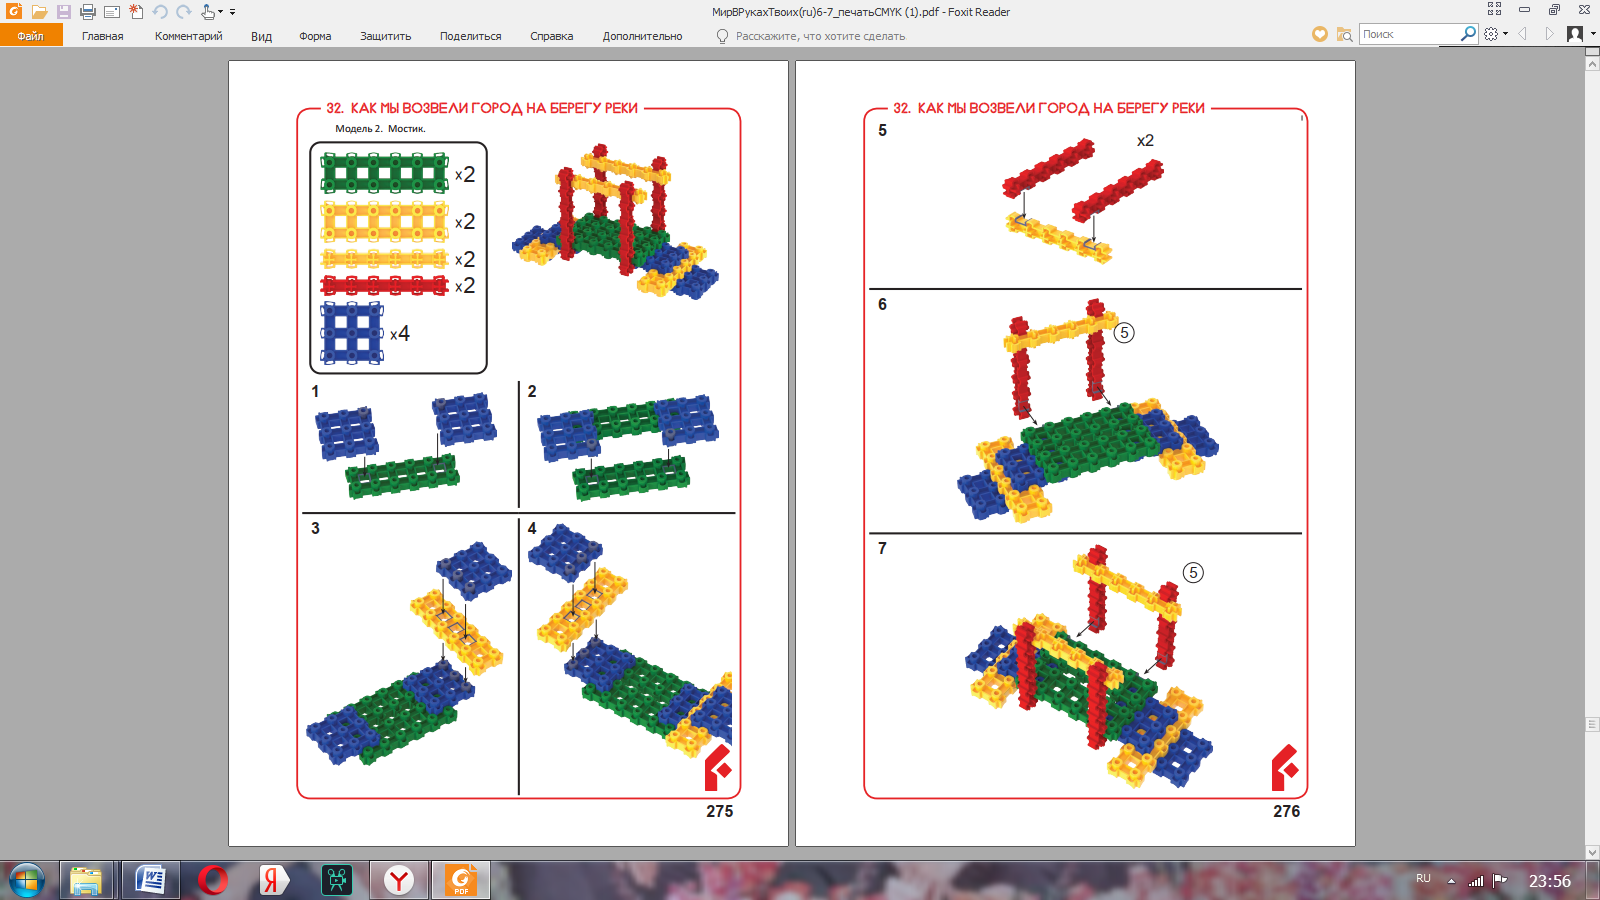 МирВРукахТвоих(ru)6-7_печатьCMYK (1).pdf - Foxit Reader
Файл
Главная
Комментарий
Вид
Форма
Защитить
Поделиться
Справка
Дополнительно
Расскажите, что хотите сделать
Поиск
32. КАК МЫ ВОЗВЕЛИ ГОРОД НА БЕРЕГУ РЕКИ
Модель 2. Мостик.
x2
x2
x2
x2
x4
1
2
3
4
275
32. КАК МЫ ВОЗВЕЛИ ГОРОД НА БЕРЕГУ РЕКИ
5
x2
6
5
7
5
276
W
Я
Y
PDF
RU
23:56